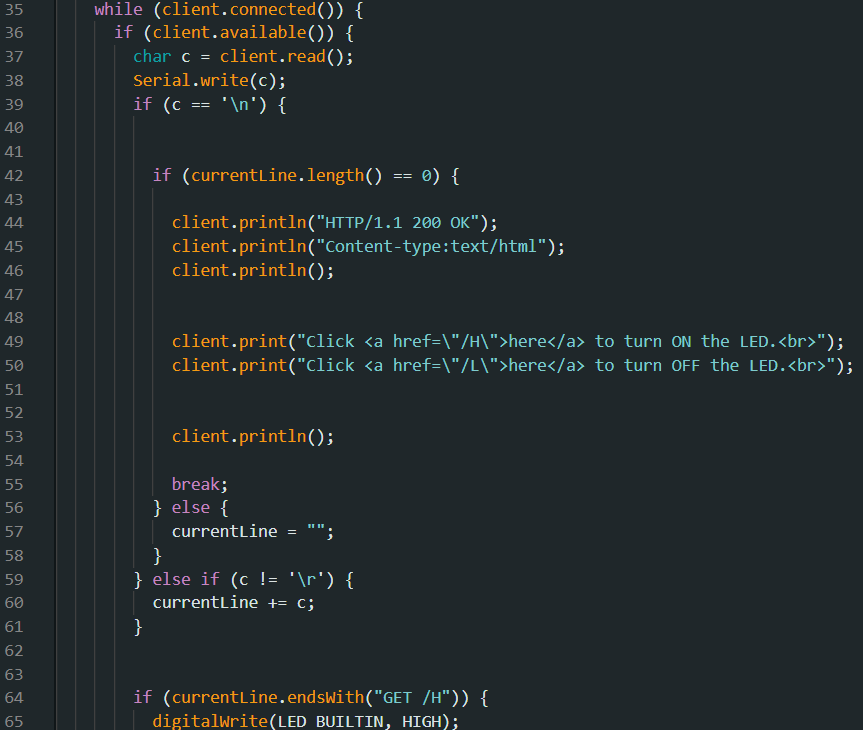 35 while (client.connected()) {
36 if (client.available()) {
37 char c = client.read();
38 Serial.write(c);
39 if (c == '\n') {
40
41
42 if (currentLine.length() == 0) {
43
44 client.println("HTTP/1.1 200 OK");
45 client.println("Content-type:text/html");
46 client.println();
47
48
49 client.print("Click <a href=\"/H\">here</a> to turn ON the LED.<br>");
50 client.print("Click <a href=\"/L\">here</a> to turn OFF the LED.<br>");
51
52
53 client.println();
54
55 break;
56 } else {
57 currentLine = "";
58 }
59 } else if (c != '\r') {
60 currentLine += c;
61 }
62
63
64 if (currentLine.endsWith("GET /H")) {
65 digitalWrite(LED_BUILTIN, HIGH);